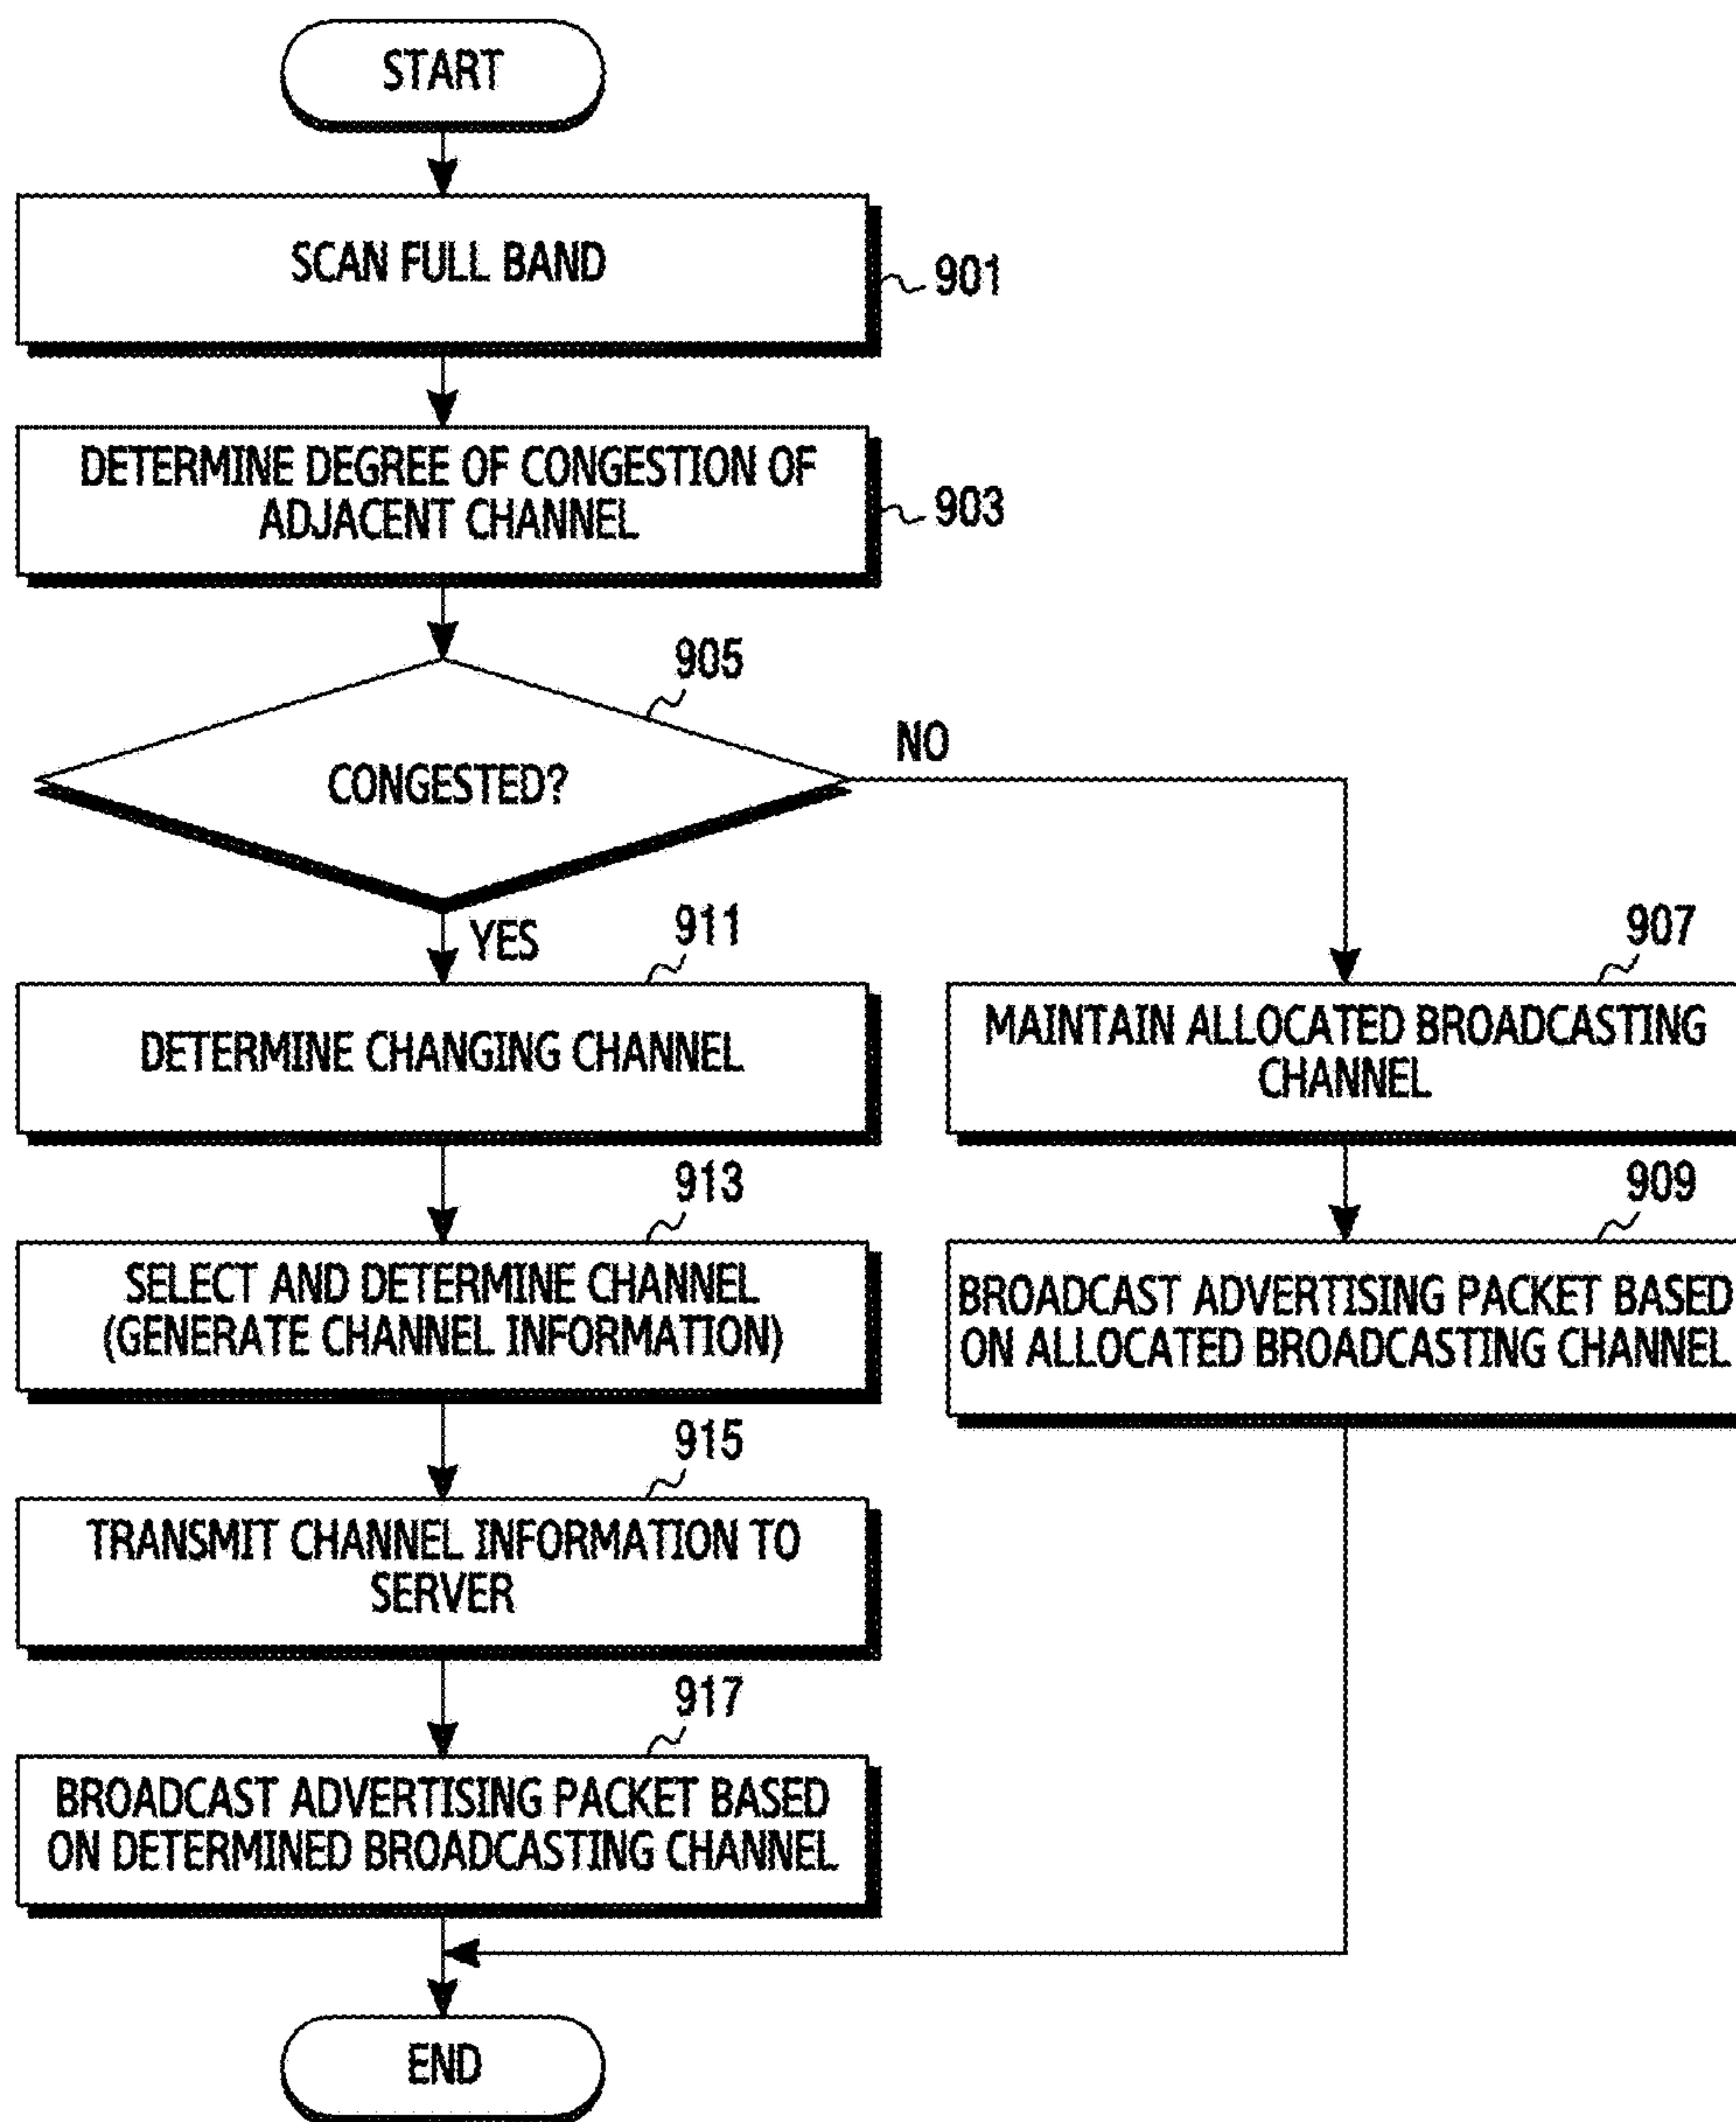 START
SCAN FULL BAND
901
DETERMINE DEGREE OF CONGESTION OF
ADJACENT CHANNEL
903
905
CONGESTED?
NO
YES
911
DETERMINE CHANGING CHANNEL
907
MAINTAIN ALLOCATED BROADCASTING
CHANNEL
913
SELECT AND DETERMINE CHANNEL
(GENERATE CHANNEL INFORMATION)
909
BROADCAST ADVERTISING PACKET BASED
ON ALLOCATED BROADCASTING CHANNEL
915
TRANSMIT CHANNEL INFORMATION TO
SERVER
917
BROADCAST ADVERTISING PACKET BASED
ON DETERMINED BROADCASTING CHANNEL
END